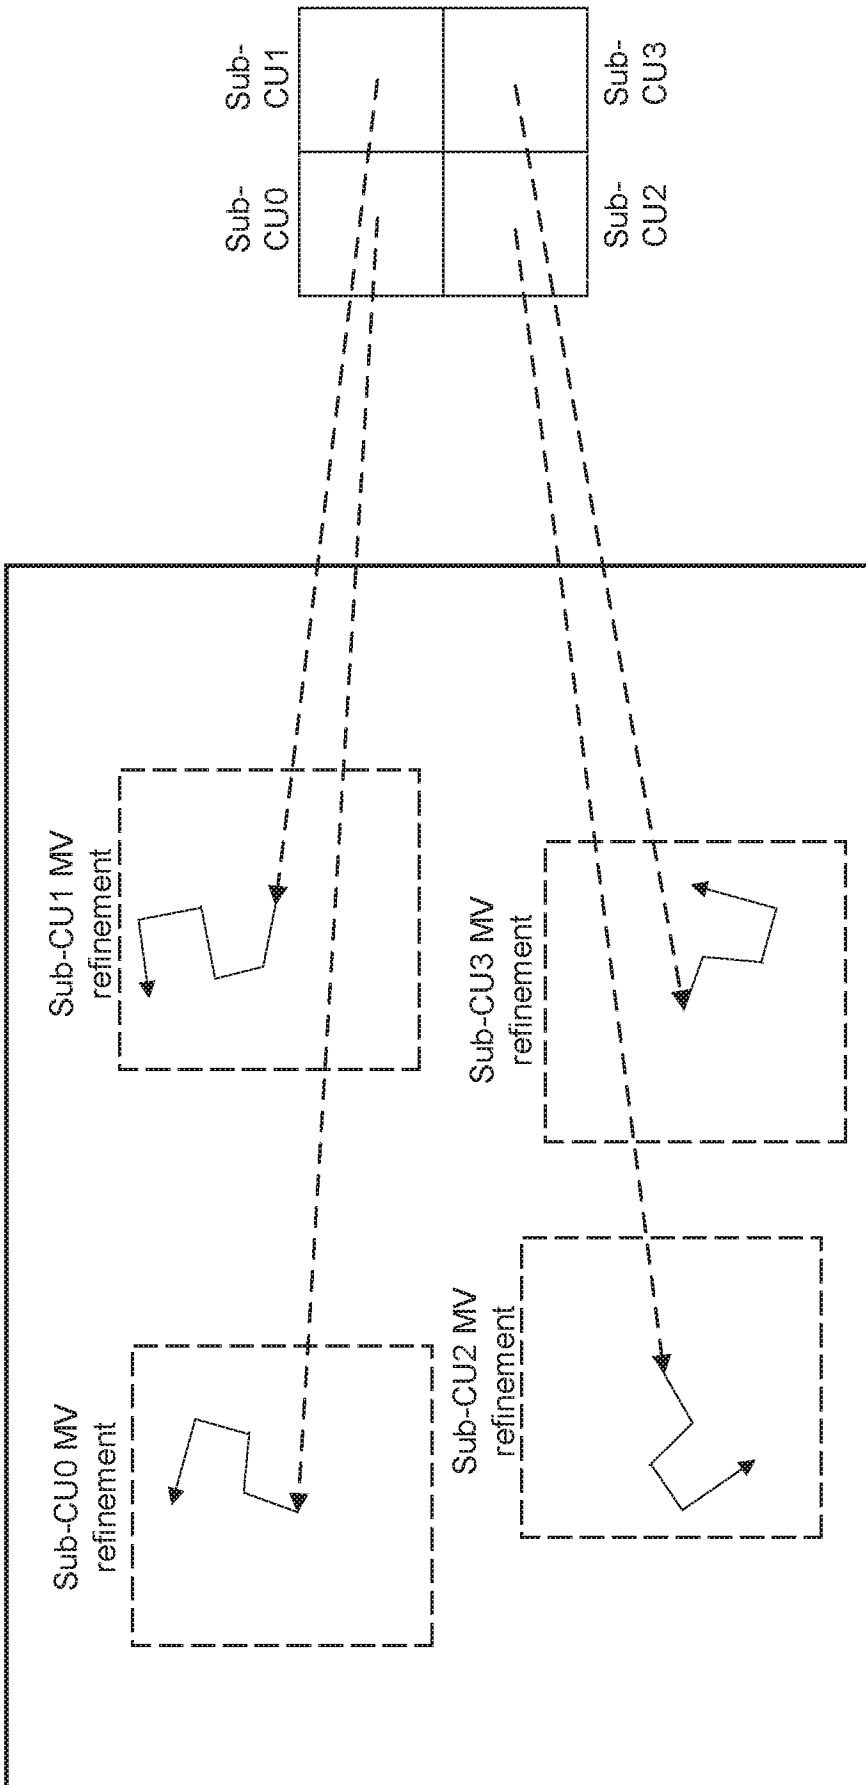 Sub-CU0 MV
refinement
Sub-CU1 MV
refinement
Sub-
CU0
Sub-
CU1
Sub-CU2 MV
refinement
Sub-CU3 MV
refinement
Sub-
CU2
Sub-
CU3